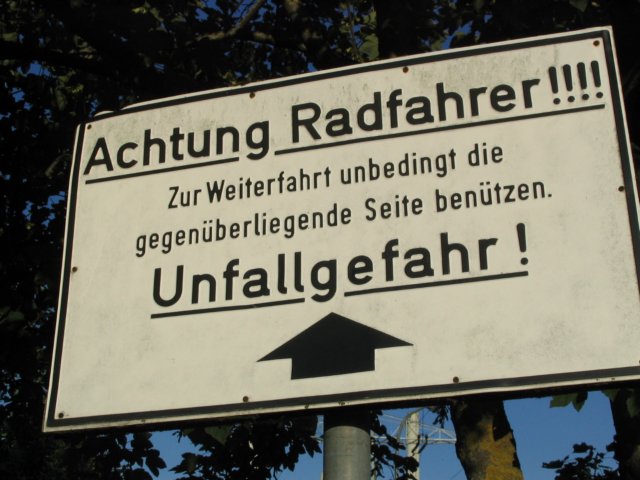 Achtung Radfahrer!!!!
Zur Weiterfahrt unbedingt die
gegenüberliegende Seite benützen.
Unfallgefahr!